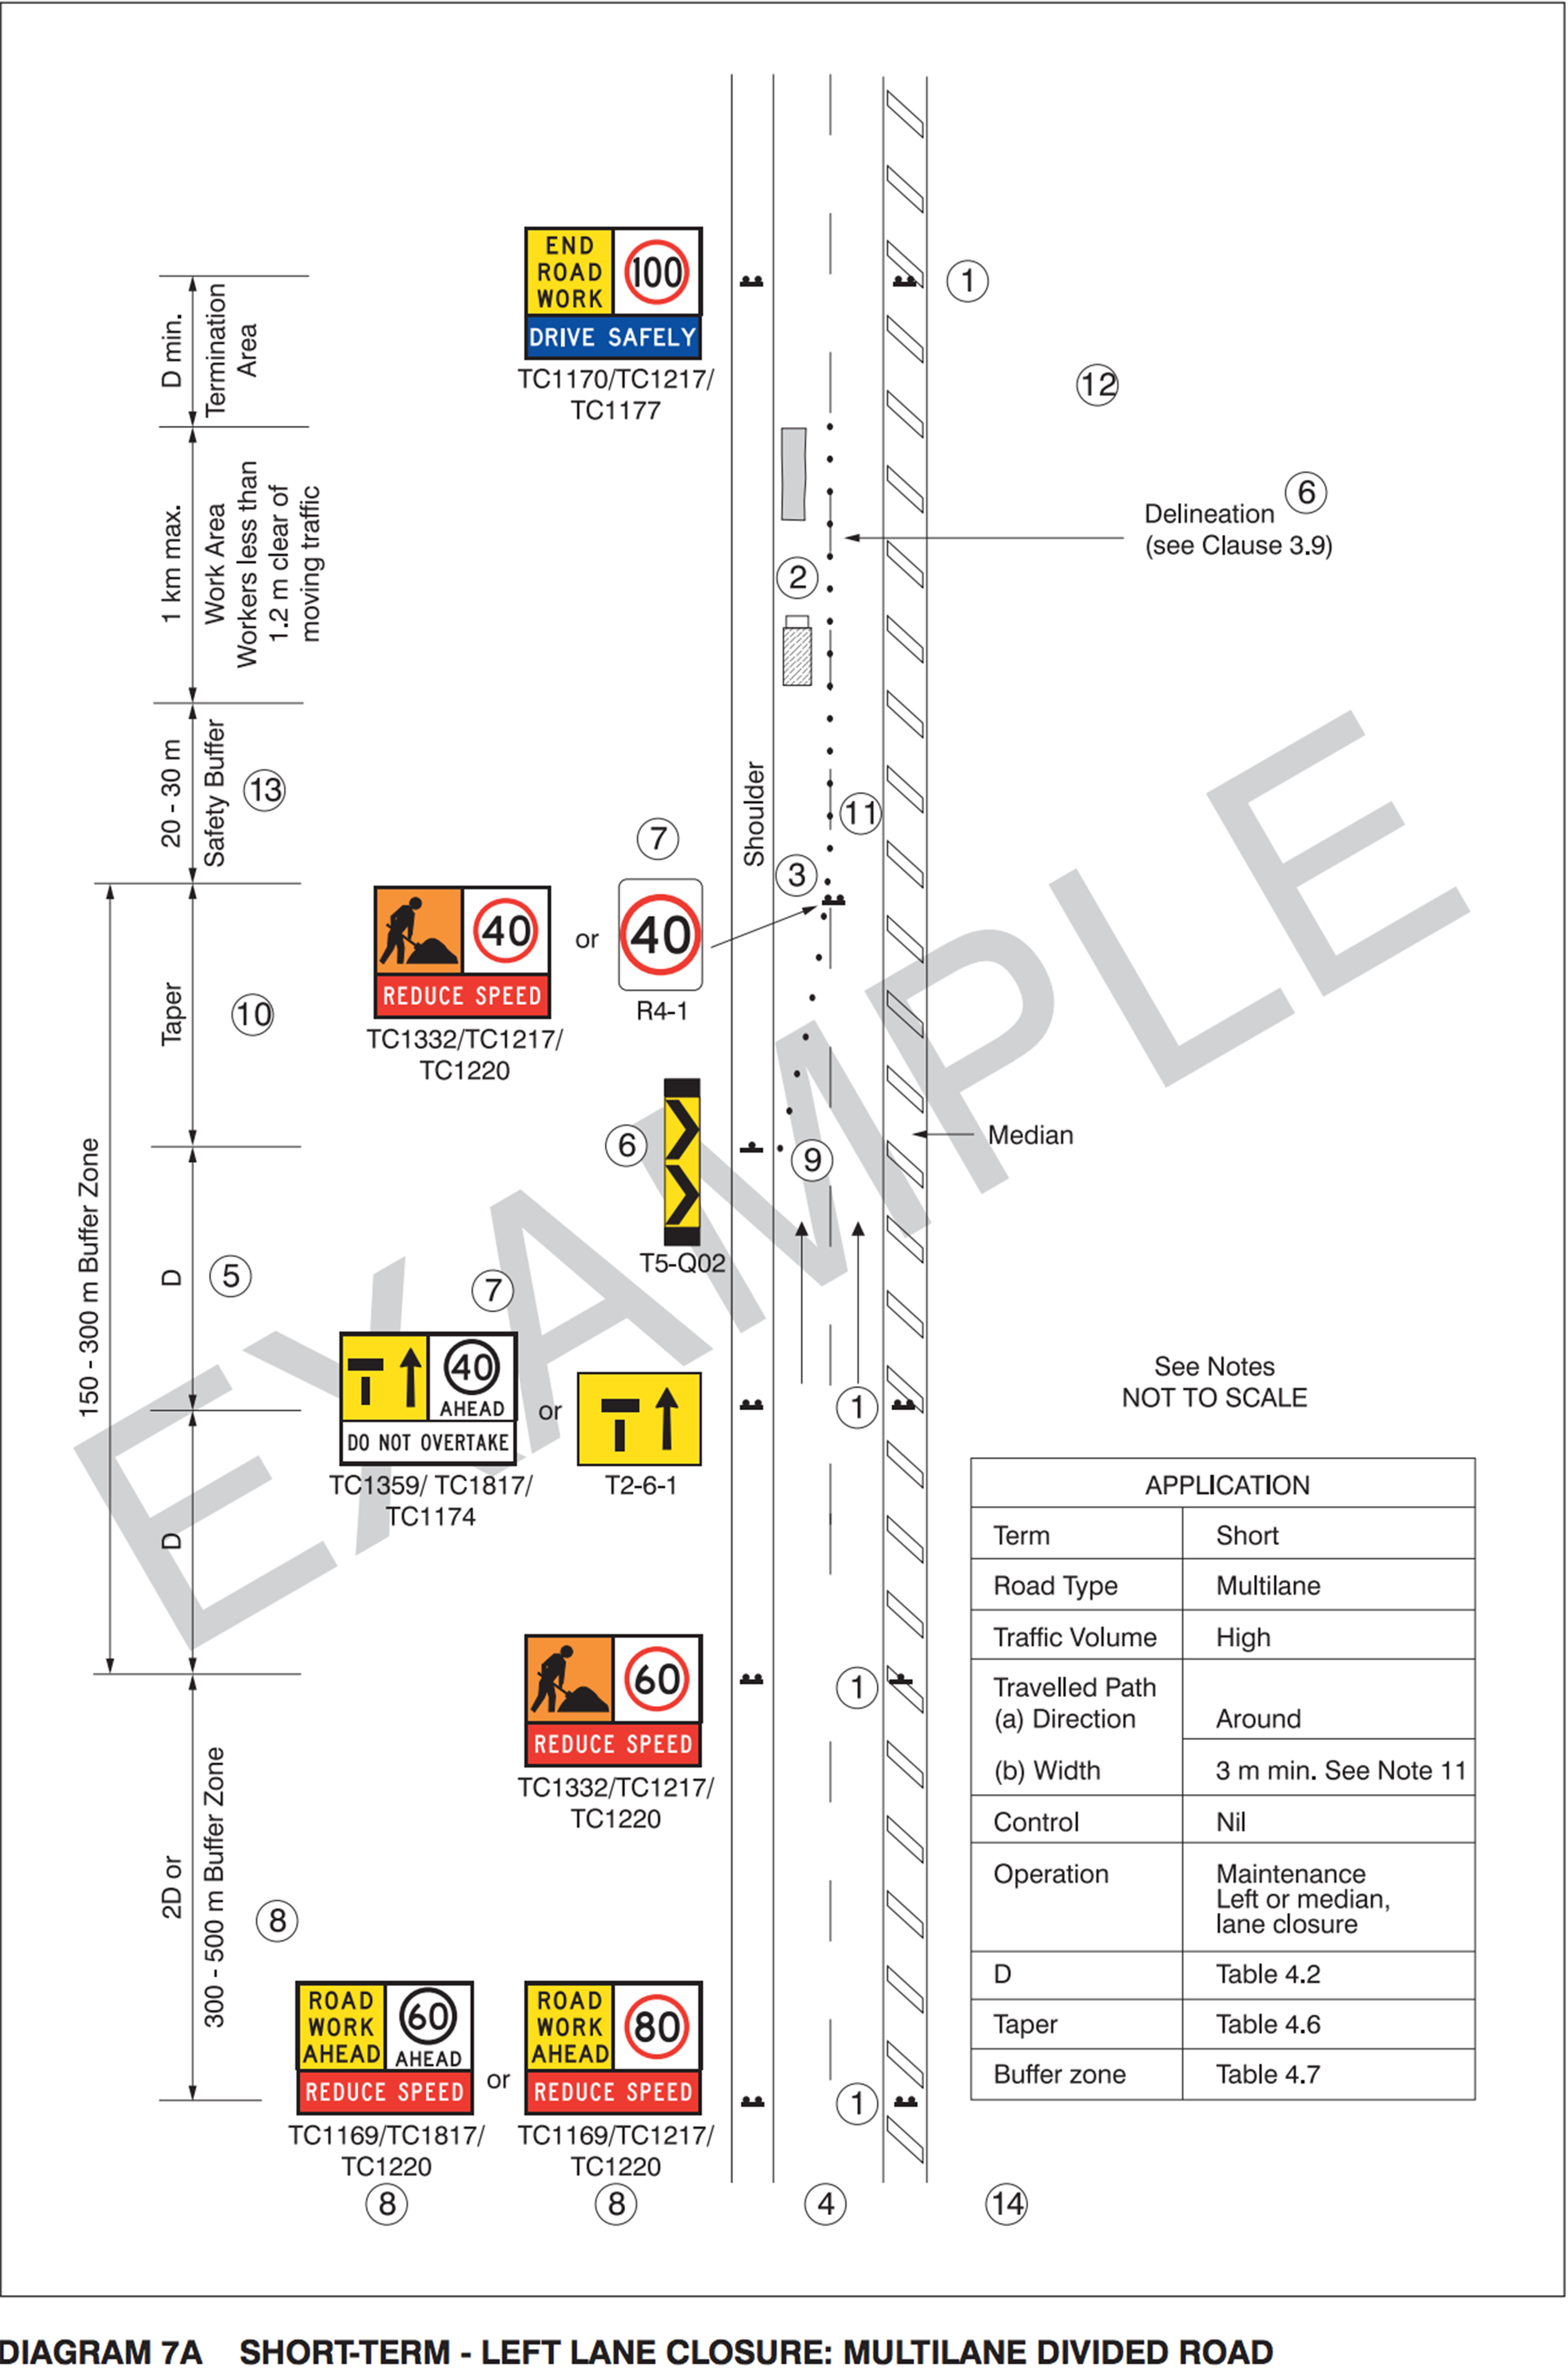 END
ROAD
WORK
100
DRIVE SAFELY
TC1170/TC1217/
TC1177
1
D min.
Termination
Area
12
1 km max.
Work Area
Workers less than
1.2 m clear of
moving traffic
6
Delineation
(see Clause 3.9)
2
20 - 30 m
Safety Buffer
13
Shoulder
11
7
3
40
REDUCE SPEED
TC1332/TC1217/
TC1220
or
40
R4-1
Taper
10
6
T5-Q02
9
Median
150 - 300 m Buffer Zone
D
5
7
40
AHEAD
DO NOT OVERTAKE
TC1359/ TC1817/
TC1174
or
T2-6-1
1
See Notes
NOT TO SCALE
D
60
REDUCE SPEED
TC1332/TC1217/
TC1220
1
2D or
300 - 500 m Buffer Zone
8
ROAD
WORK
AHEAD
60
AHEAD
REDUCE SPEED
TC1169/TC1817/
TC1220
8
or
ROAD
WORK
AHEAD
80
REDUCE SPEED
TC1169/TC1217/
TC1220
8
1
4
14
APPLICATION
Term Short
Road Type Multilane
Traffic Volume High
Travelled Path
(a) Direction Around
(b) Width 3 m min. See Note 11
Control Nil
Operation Maintenance
Left or median,
lane closure
D Table 4.2
Taper Table 4.6
Buffer zone Table 4.7
EXAMPLE
DIAGRAM 7A SHORT-TERM - LEFT LANE CLOSURE: MULTILANE DIVIDED ROAD